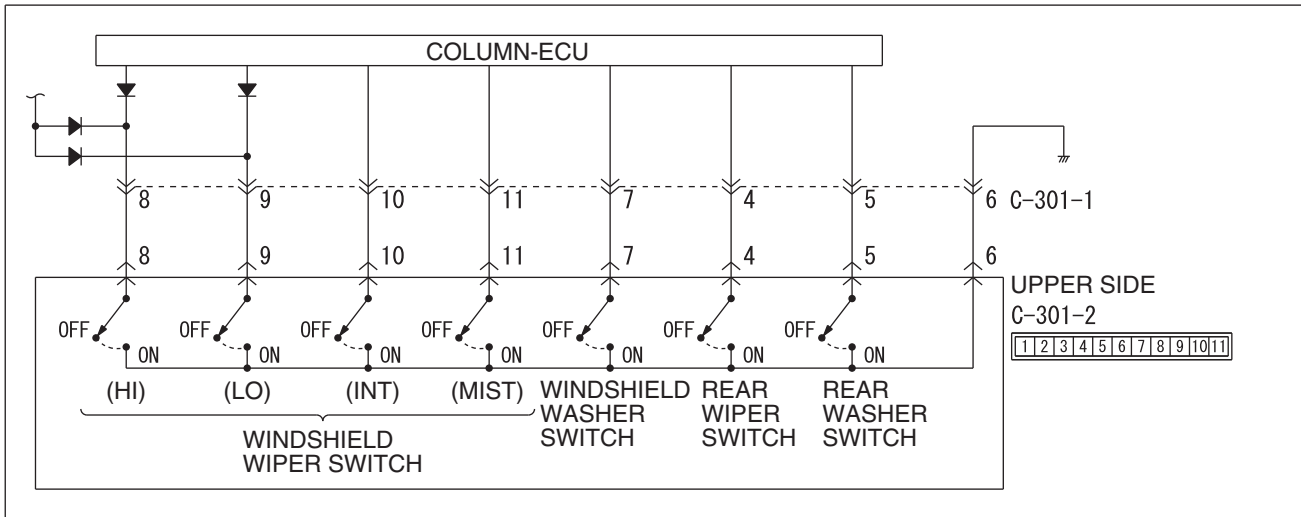 COLUMN-ECU
8 9 10 11 7 4 5 6 C-301-1
8 9 10 11 7 4 5 6
UPPER SIDE
C-301-2
1 2 3 4 5 6 7 8 9 10 11
OFF OFF OFF OFF OFF OFF OFF
ON ON ON ON ON ON ON
(HI) (LO) (INT) (MIST)
WINDSHIELD
WIPER SWITCH
WINDSHIELD
WASHER
SWITCH
REAR
WIPER
SWITCH
REAR
WASHER
SWITCH